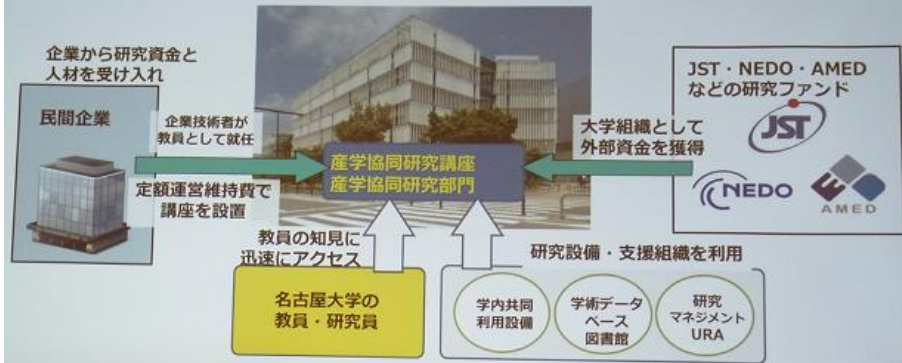 企業から研究資金と
人材を受け入れ
民間企業
企業技術者が
教員として就任
定額運営維持費で
講座を設置
産学協同研究講座
産学協同研究部門
JST・NEDO・AMED
などの研究ファンド
JST
NEDO
AMED
大学組織として
外部資金を獲得
教員の知見に
迅速にアクセス
名古屋大学の
教員・研究員
研究設備・支援組織を利用
学内共同
利用設備
学術データ
ベース
図書館
研究
マネジメント
URA